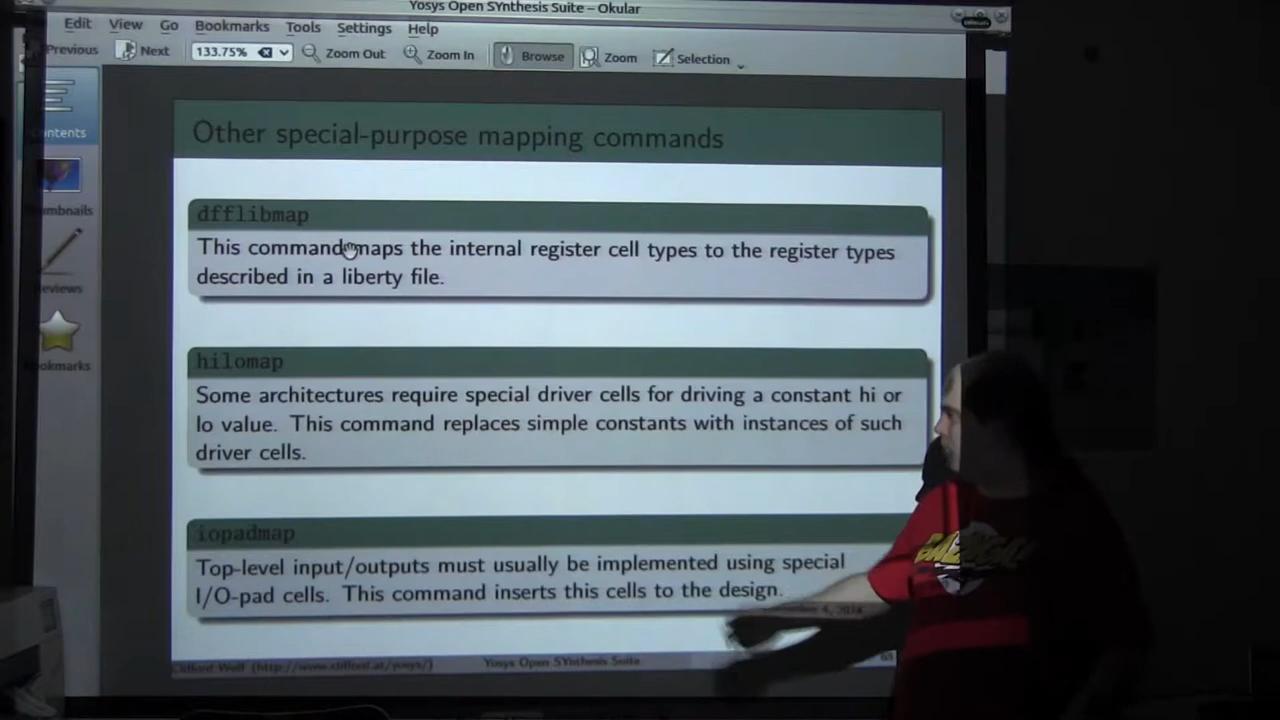 Yosys Open SYnthesis Suite – Okular
Edit View Go Bookmarks Tools Settings Help
Previous Next 133.75% Zoom Out Zoom In Browse Zoom Selection
Contents
Other special-purpose mapping commands
dfflibmap
This command maps the internal register cell types to the register types
described in a liberty file.
hilomap
Some architectures require special driver cells for driving a constant hi or
lo value. This command replaces simple constants with instances of such
driver cells.
iopadmap
Top-level input/outputs must usually be implemented using special
I/O-pad cells. This command inserts this cells to the design.
Clifford Wolf (http://www.clifford.at/yosys/) Yosys Open SYnthesis Suite